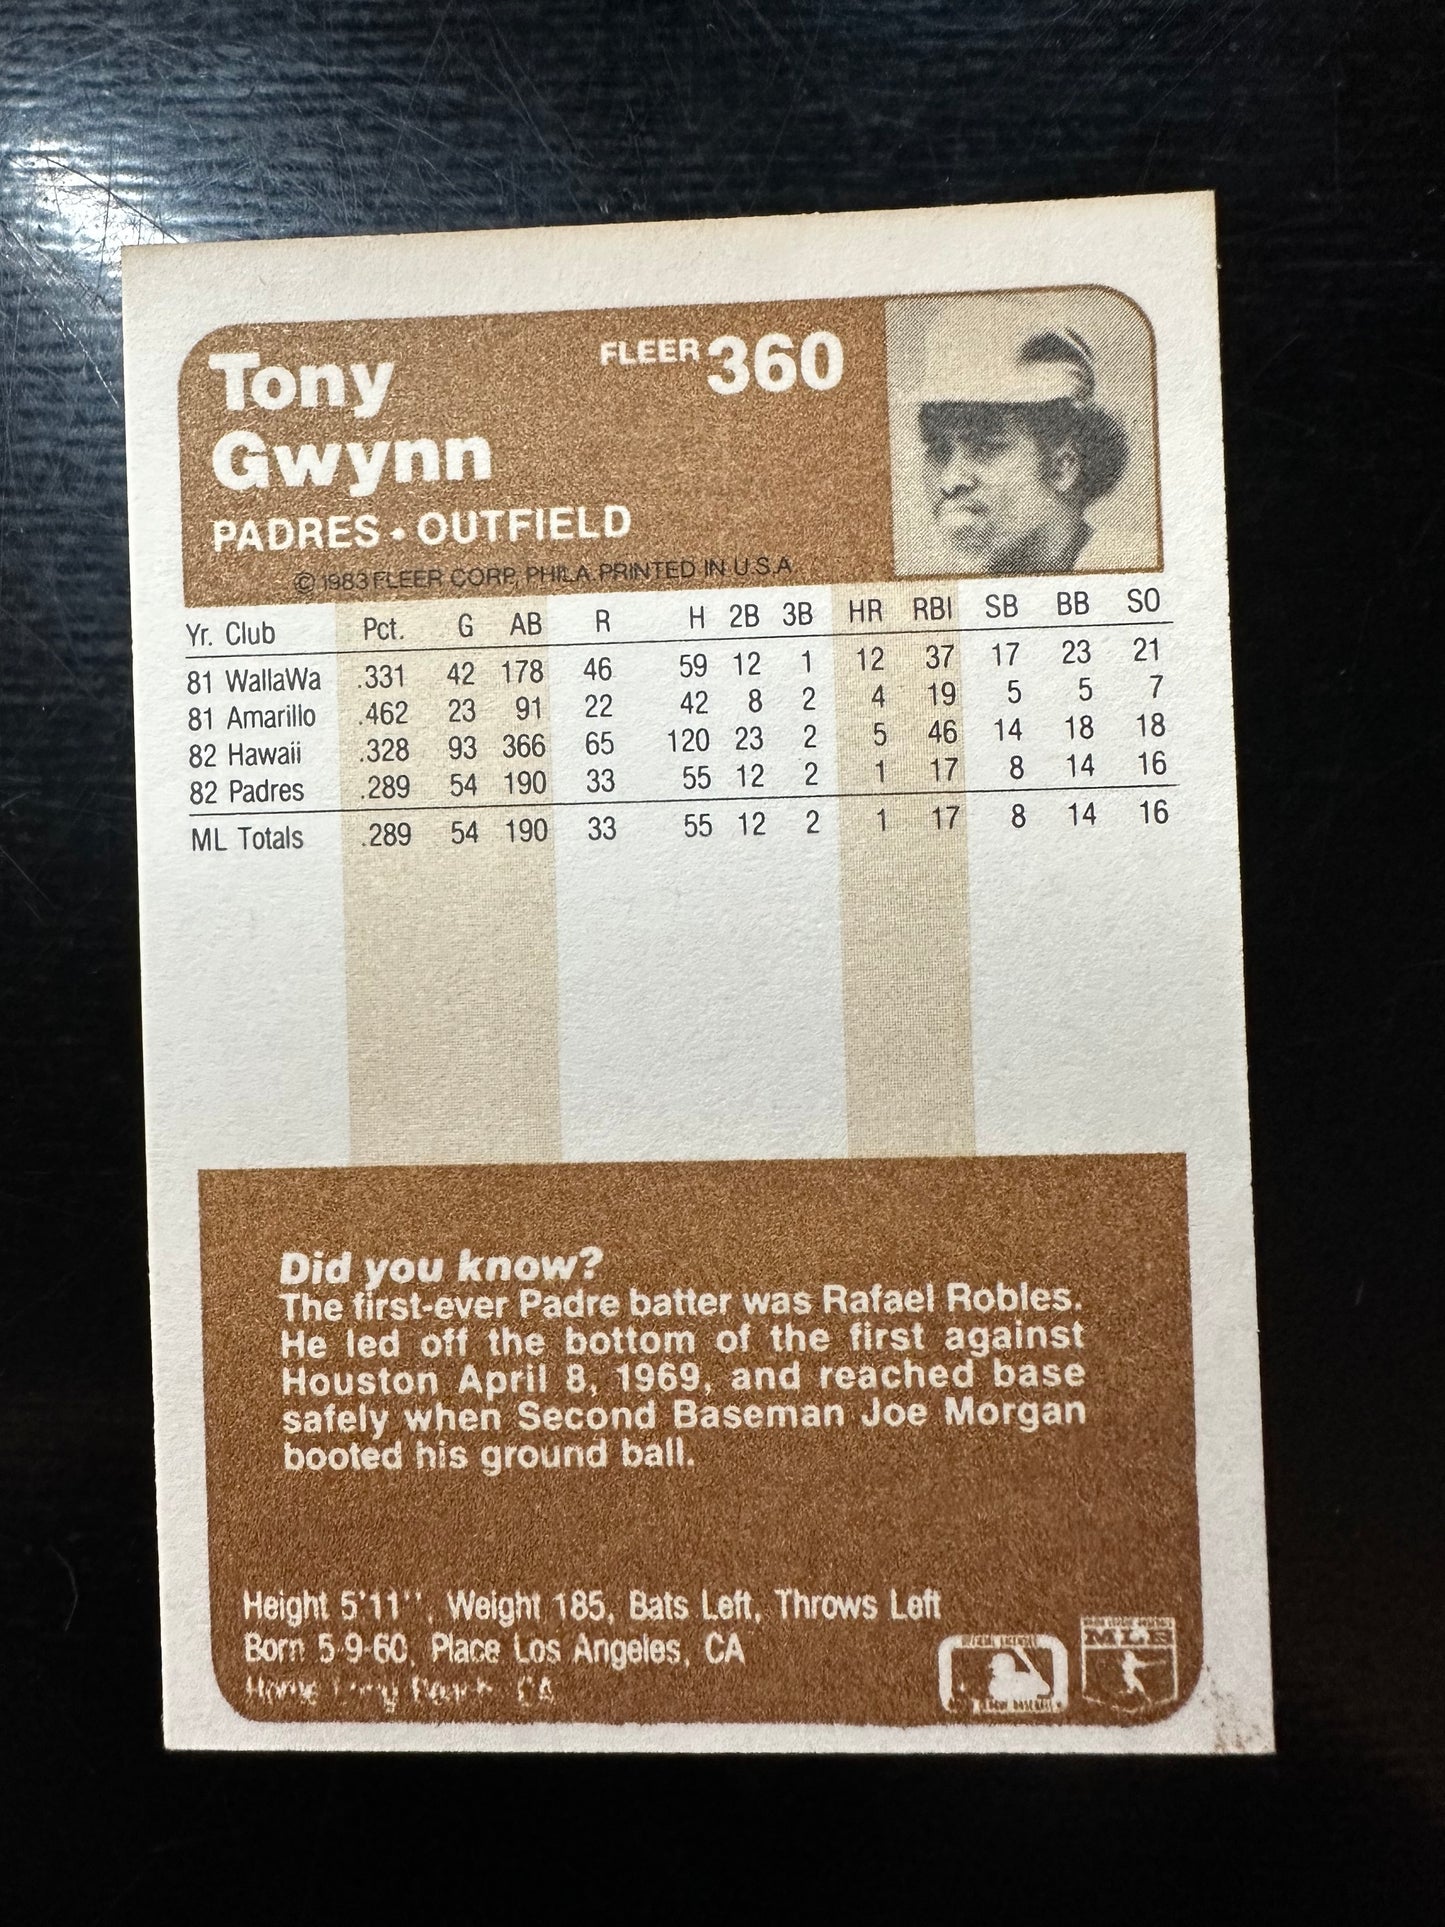 Tony
Gwynn
FLEER 360
PADRES • OUTFIELD
© 1983 FLEER CORP., PHILA. PRINTED IN U.S.A.
Yr. Club Pct. G AB R H 2B 3B HR RBI SB BB SO
81 WallaWa .331 42 178 46 59 12 1 12 37 17 23 21
81 Amarillo .462 23 91 22 42 8 2 4 19 5 5 7
82 Hawaii .328 93 366 65 120 23 2 5 46 14 18 18
82 Padres .289 54 190 33 55 12 2 1 17 8 14 16
ML Totals .289 54 190 33 55 12 2 1 17 8 14 16
Did you know?
The first-ever Padre batter was Rafael Robles.
He led off the bottom of the first against
Houston April 8, 1969, and reached base
safely when Second Baseman Joe Morgan
booted his ground ball.
Height 5'11", Weight 185, Bats Left, Throws Left
Born 5-9-60, Place Los Angeles, CA
CA